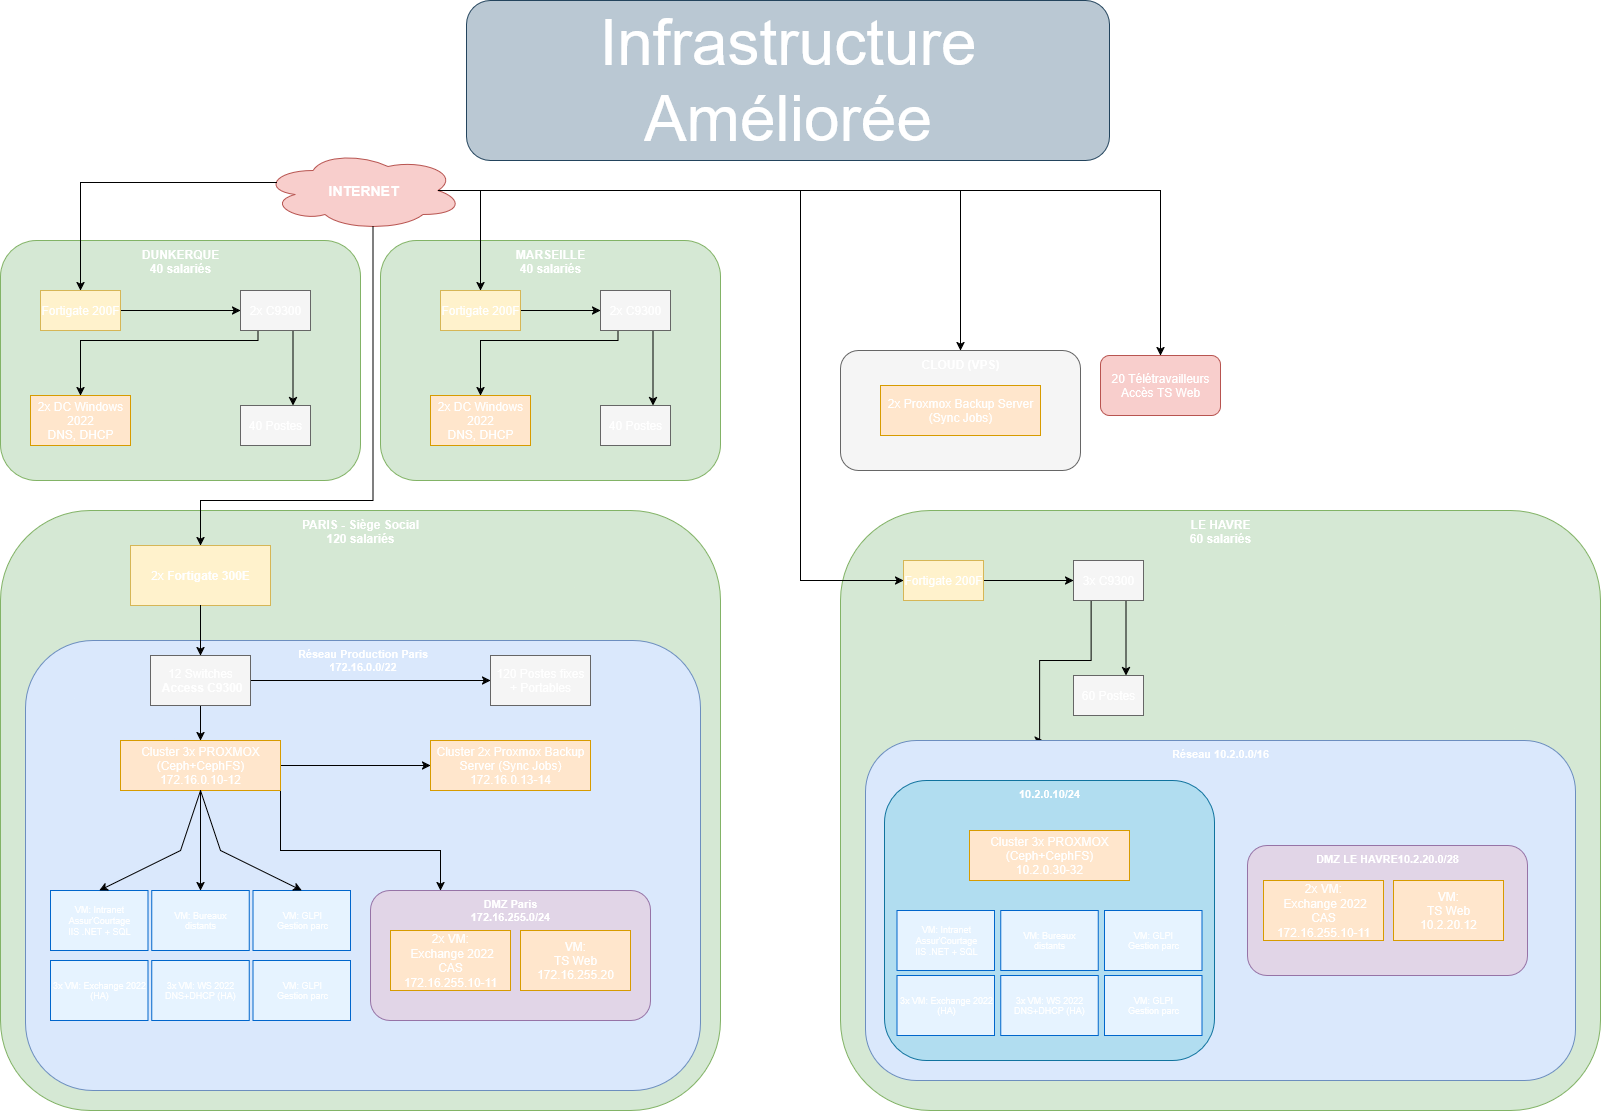 Infrastructure
Améliorée
INTERNET
DUNKERQUE
40 salariés
Fortigate 200F
2x C9300
2x DC Windows
2022
DNS, DHCP
40 Postes
MARSEILLE
40 salariés
Fortigate 200F
2x C9300
2x DC Windows
2022
DNS, DHCP
40 Postes
CLOUD (VPS)
2x Proxmox Backup Server
(Sync Jobs)
20 Télétravailleurs
Accès TS Web
PARIS - Siège Social
120 salariés
2x Fortigate 300E
Réseau Production Paris
172.16.0.0/22
12 Switches
Access C9300
120 Postes fixes
+ Portables
Cluster 3x PROXMOX
(Ceph+CephFS)
172.16.0.10-12
Cluster 2x Proxmox Backup
Server (Sync Jobs)
172.16.0.13-14
VM: Intranet
Assur'Courtage
IIS .NET + SQL
VM: Bureaux
distants
VM: GLPI
Gestion parc
3x VM: Exchange 2022
(HA)
3x VM: WS 2022
DNS+DHCP (HA)
VM: GLPI
Gestion parc
DMZ Paris
172.16.255.0/24
2x VM:
Exchange 2022
CAS
172.16.255.10-11
VM:
TS Web
172.16.255.20
LE HAVRE
60 salariés
Fortigate 200F
3x C9300
60 Postes
Réseau 10.2.0.0/16
10.2.0.10/24
Cluster 3x PROXMOX
(Ceph+CephFS)
10.2.0.30-32
VM: Intranet
Assur'Courtage
IIS .NET + SQL
VM: Bureaux
distants
VM: GLPI
Gestion parc
3x VM: Exchange 2022
(HA)
3x VM: WS 2022
DNS+DHCP (HA)
VM: GLPI
Gestion parc
DMZ LE HAVRE10.2.20.0/28
2x VM:
Exchange 2022
CAS
172.16.255.10-11
VM:
TS Web
10.2.20.12